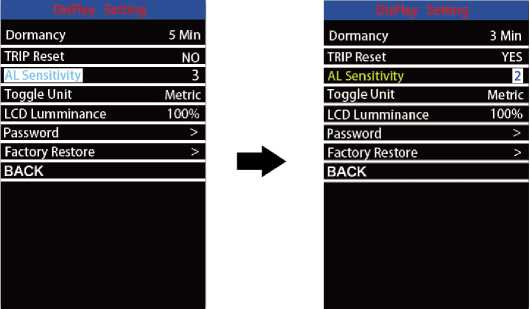 DisPlay Setting
Dormancy 5 Min
TRIP Reset NO
AL Sensitivity 3
Toggle Unit Metric
LCD Lumminance 100%
Password >
Factory Restore >
BACK
DisPlay Setting
Dormancy 3 Min
TRIP Reset YES
AL Sensitivity 2
Toggle Unit Metric
LCD Lumminance 100%
Password >
Factory Restore >
BACK